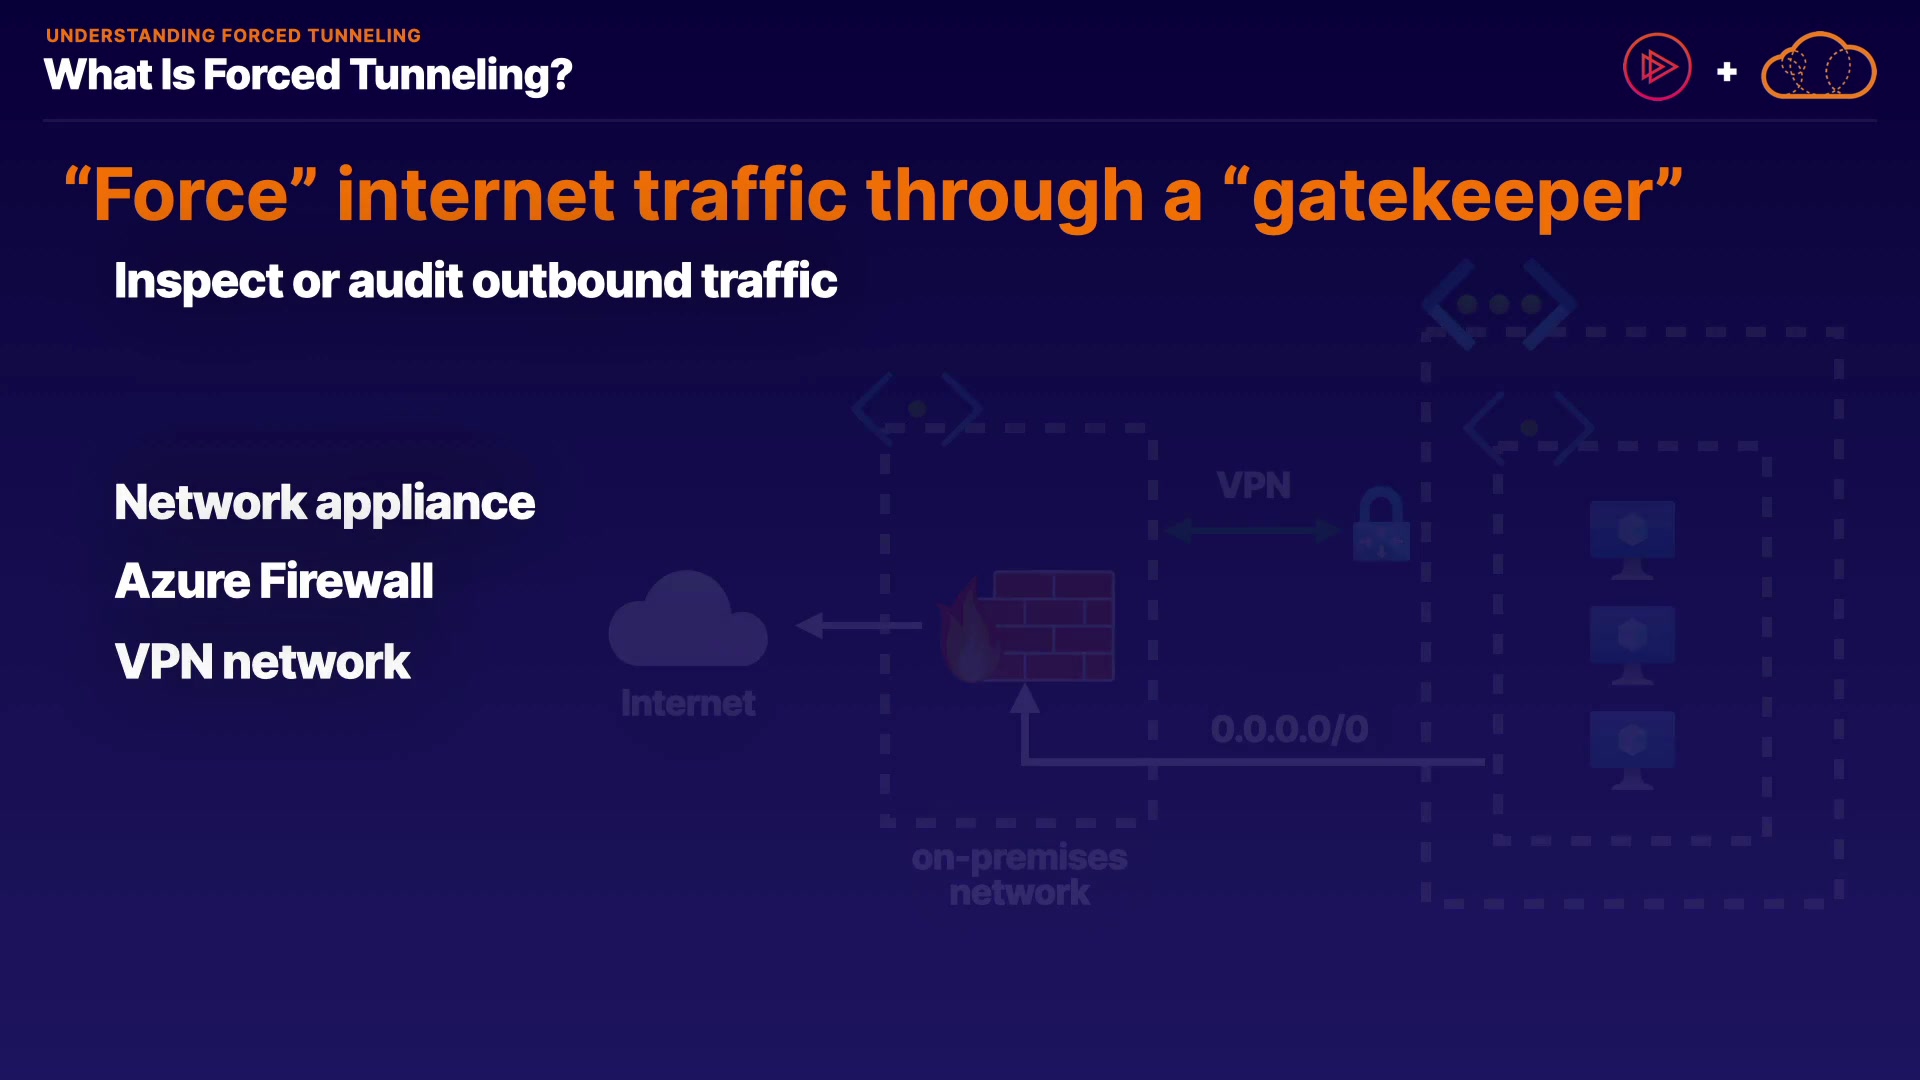 UNDERSTANDING FORCED TUNNELING
What Is Forced Tunneling?
+
“Force” internet traffic through a “gatekeeper”
Inspect or audit outbound traffic
Network appliance
Azure Firewall
VPN network
VPN
Internet
0.0.0.0/0
on-premises
network